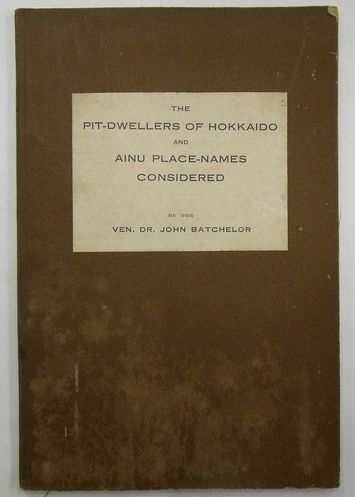 THE
PIT-DWELLERS OF HOKKAIDO
AND
AINU PLACE-NAMES
CONSIDERED
BY THE
VEN. DR. JOHN BATCHELOR